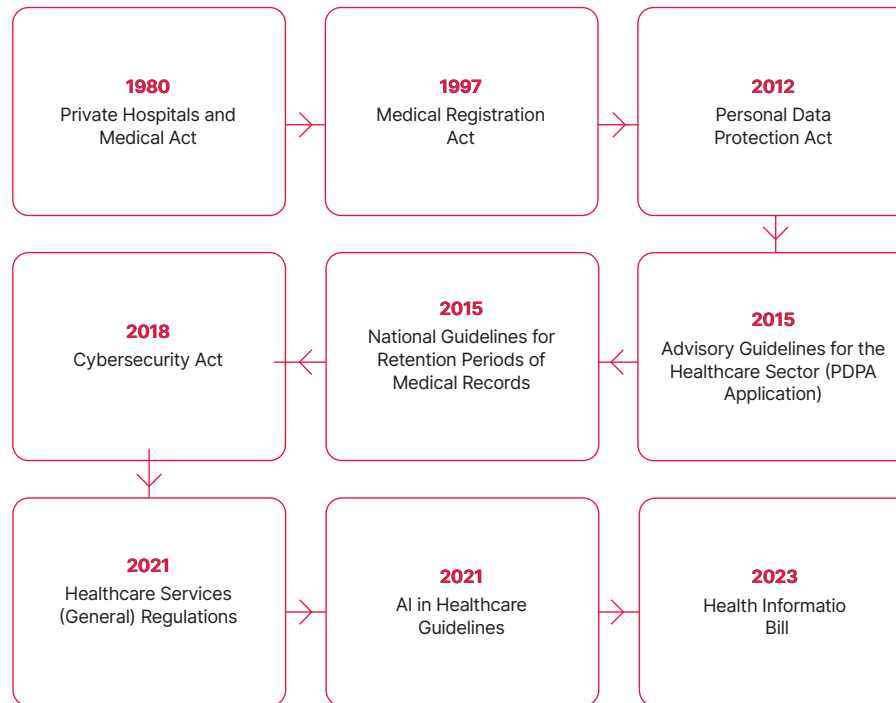 1980
Private Hospitals and
Medical Act
1997
Medical Registration
Act
2012
Personal Data
Protection Act
2015
Advisory Guidelines for the
Healthcare Sector (PDPA
Application)
2015
National Guidelines for
Retention Periods of
Medical Records
2018
Cybersecurity Act
2021
Healthcare Services
(General) Regulations
2021
AI in Healthcare
Guidelines
2023
Health Informatio
Bill